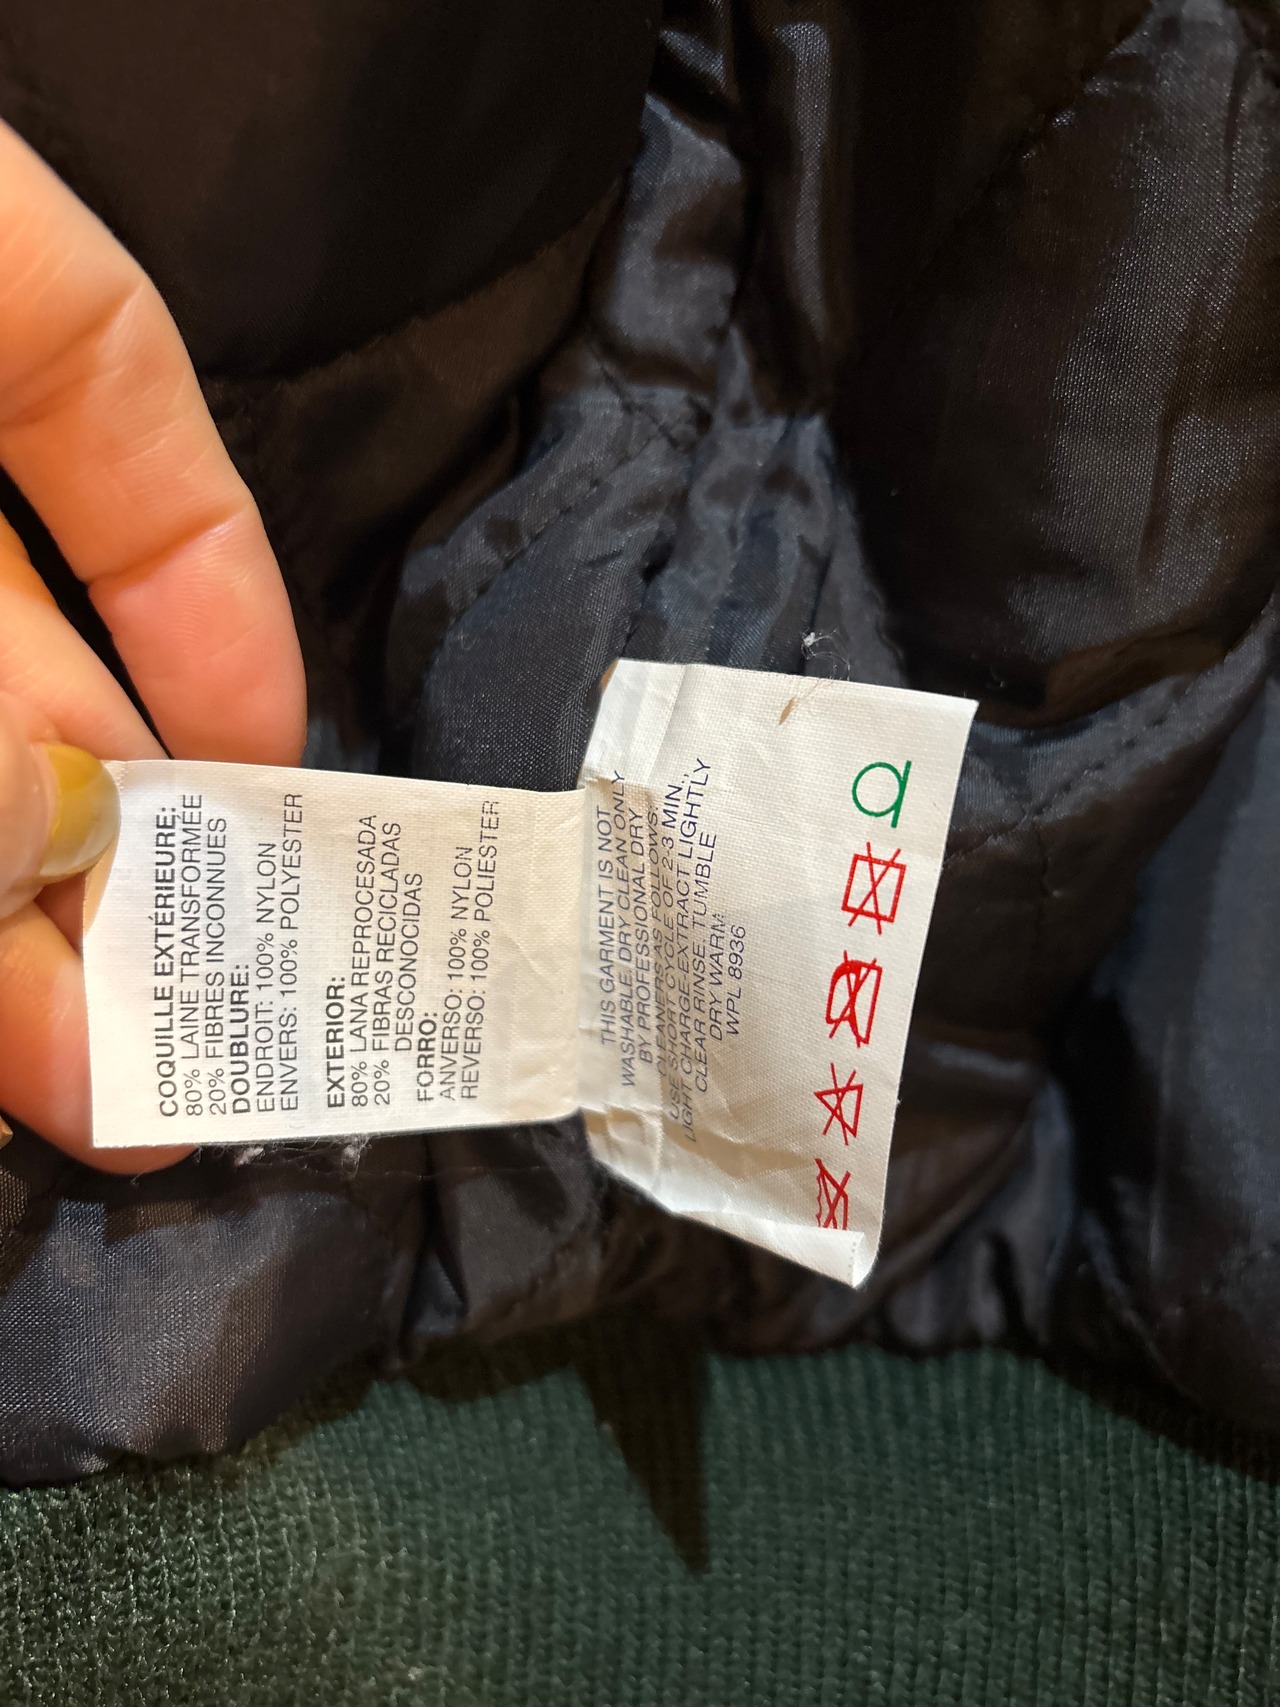 COQUILLE EXTÉRIEURE:
80% LAINE TRANSFORMÉE
20% FIBRES INCONNUES
DOUBLURE:
ENDROIT: 100% NYLON
ENVERS: 100% POLYESTER
EXTERIOR:
80% LANA REPROCESADA
20% FIBRAS RECICLADAS
DESCONOCIDAS
FORRO:
ANVERSO: 100% NYLON
REVERSO: 100% POLIESTER
THIS GARMENT IS NOT
WASHABLE. DRY CLEAN ONLY
BY PROFESSIONAL DRY
CLEANERS AS FOLLOWS:
USE SHORT CYCLE OF 2-3 MIN.,
LIGHT CHARGE-EXTRACT LIGHTLY
CLEAR RINSE. TUMBLE
DRY WARM
WPL 8936